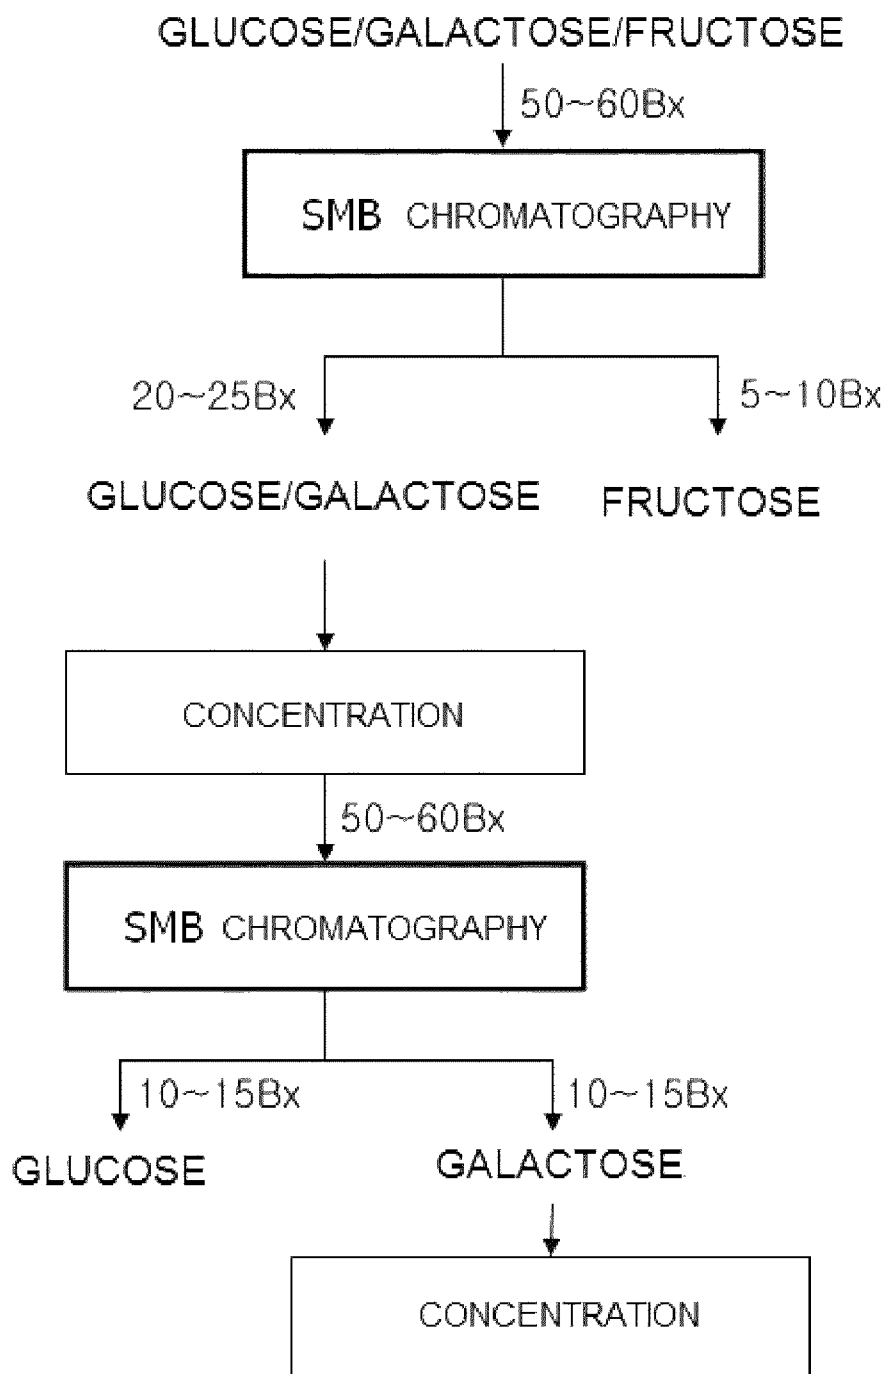 GLUCOSE/GALACTOSE/FRUCTOSE
50~60Bx
SMB CHROMATOGRAPHY
20~25Bx
5~10Bx
GLUCOSE/GALACTOSE
FRUCTOSE
CONCENTRATION
50~60Bx
SMB CHROMATOGRAPHY
10~15Bx
10~15Bx
GLUCOSE
GALACTOSE
CONCENTRATION